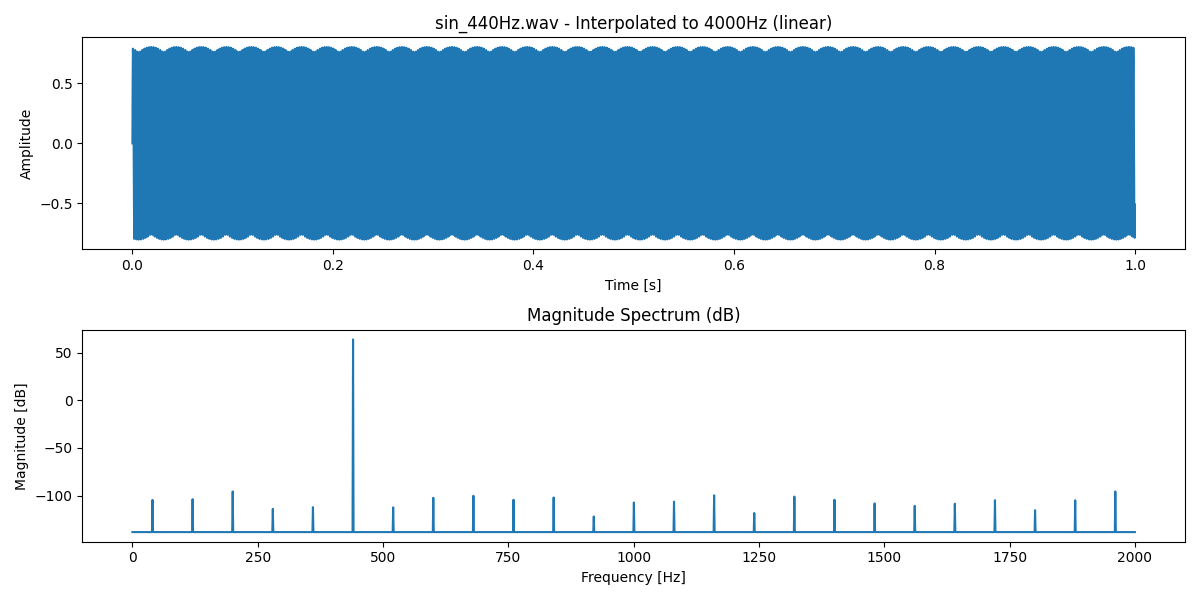 sin_440Hz.wav - Interpolated to 4000Hz (linear)
Amplitude
0.5
0.0
−0.5
0.0 0.2 0.4 0.6 0.8 1.0
Time [s]
Magnitude Spectrum (dB)
Magnitude [dB]
50
0
−50
−100
0 250 500 750 1000 1250 1500 1750 2000
Frequency [Hz]